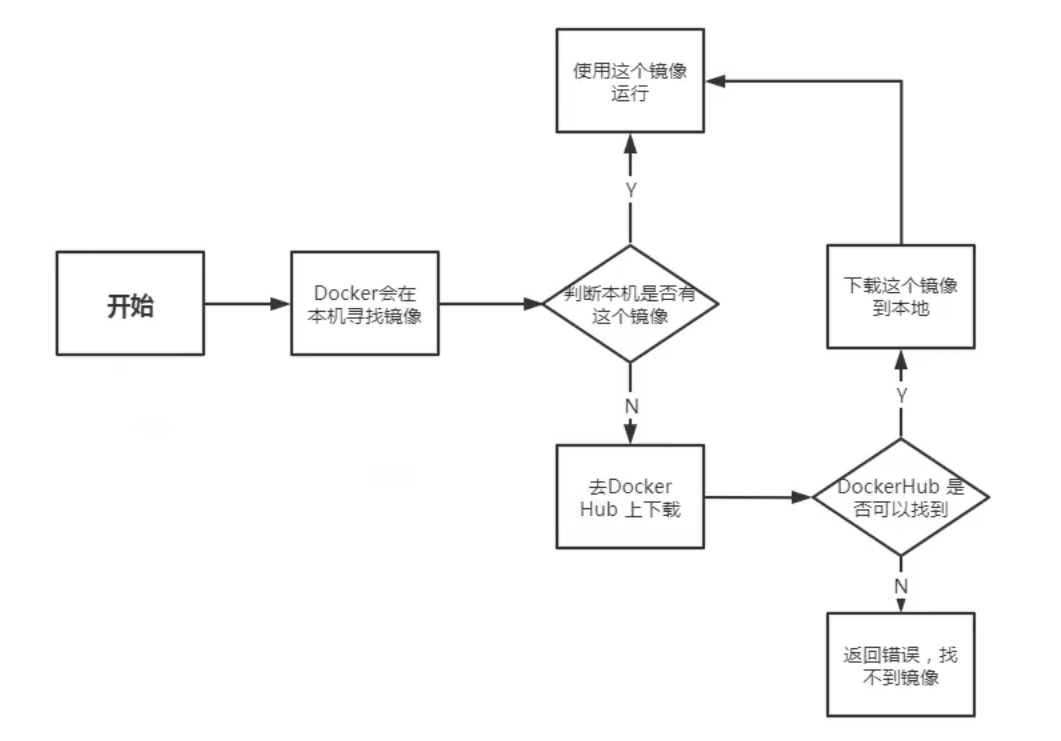 使用这个镜像
运行
Y
开始
Docker会在
本机寻找镜像
判断本机是否有
这个镜像
下载这个镜像
到本地
N
Y
去Docker
Hub 上下载
DockerHub 是
否可以找到
N
返回错误，找
不到镜像